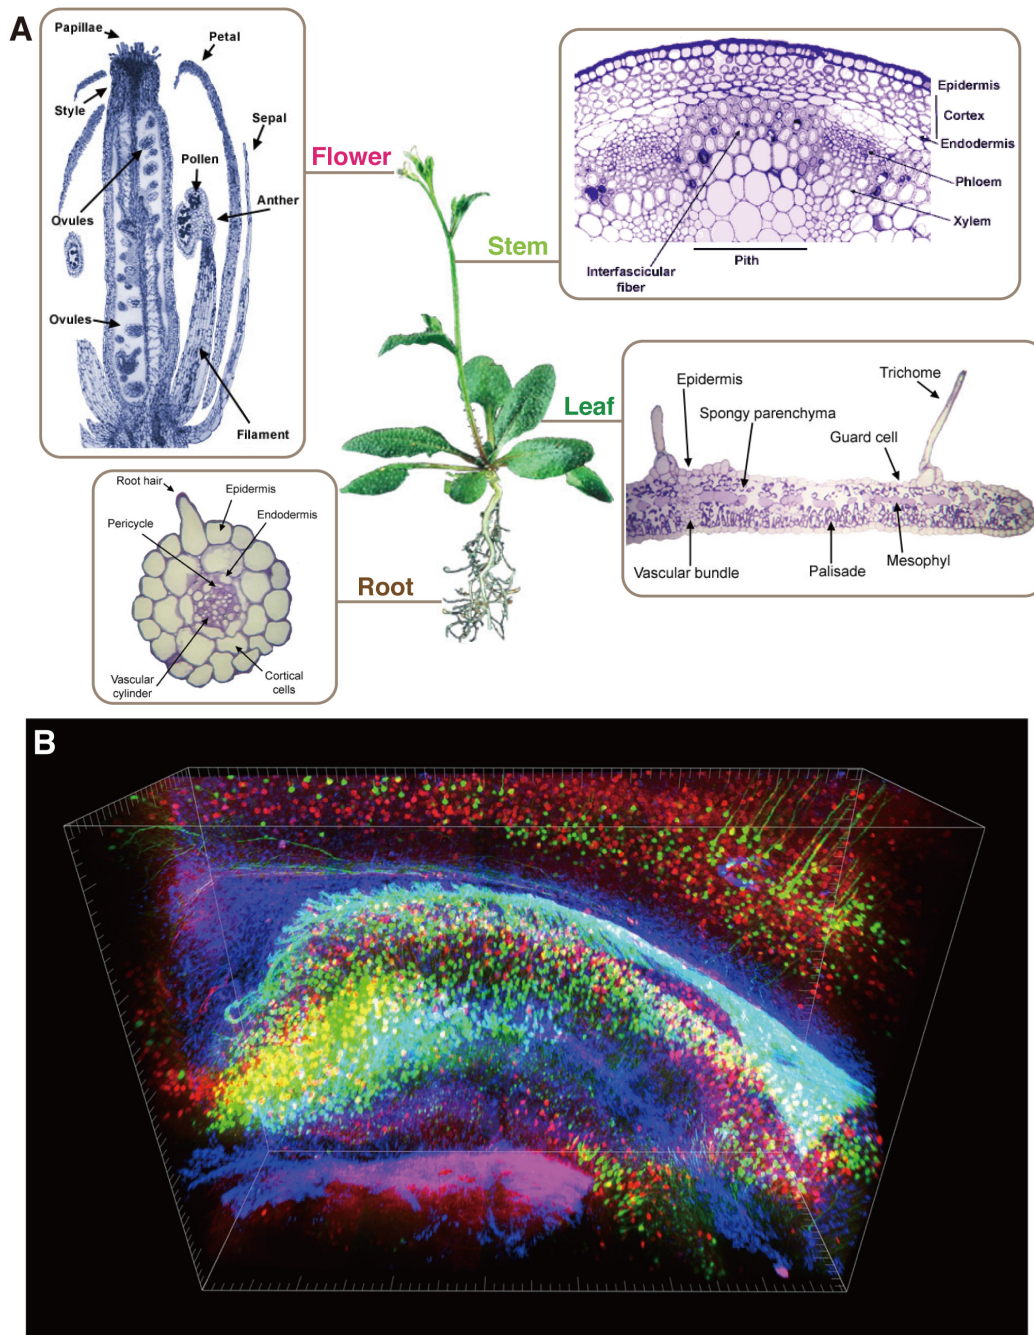 A
Papillae
Petal
Style
Sepal
Pollen
Anther
Ovules
Ovules
Filament
Flower
Stem
Epidermis
Cortex
Endodermis
Phloem
Xylem
Pith
Interfascicular
fiber
Leaf
Epidermis
Trichome
Spongy parenchyma
Guard cell
Vascular bundle
Palisade
Mesophyl
Root hair
Epidermis
Endodermis
Pericycle
Root
Vascular
cylinder
Cortical
cells
B